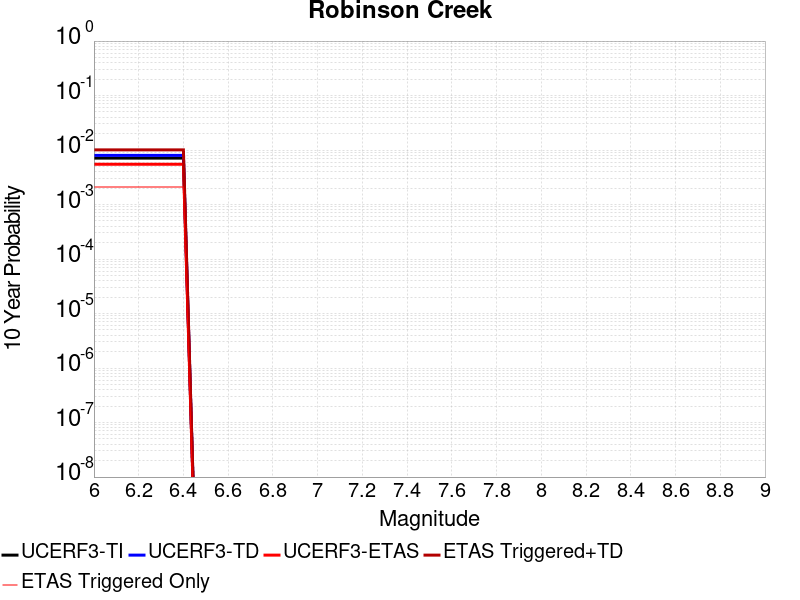 Robinson Creek
10 Year Probability
10^0
10^-1
10^-2
10^-3
10^-4
10^-5
10^-6
10^-7
10^-8
6 6.2 6.4 6.6 6.8 7 7.2 7.4 7.6 7.8 8 8.2 8.4 8.6 8.8 9
Magnitude
UCERF3-TI UCERF3-TD UCERF3-ETAS ETAS Triggered+TD
ETAS Triggered Only